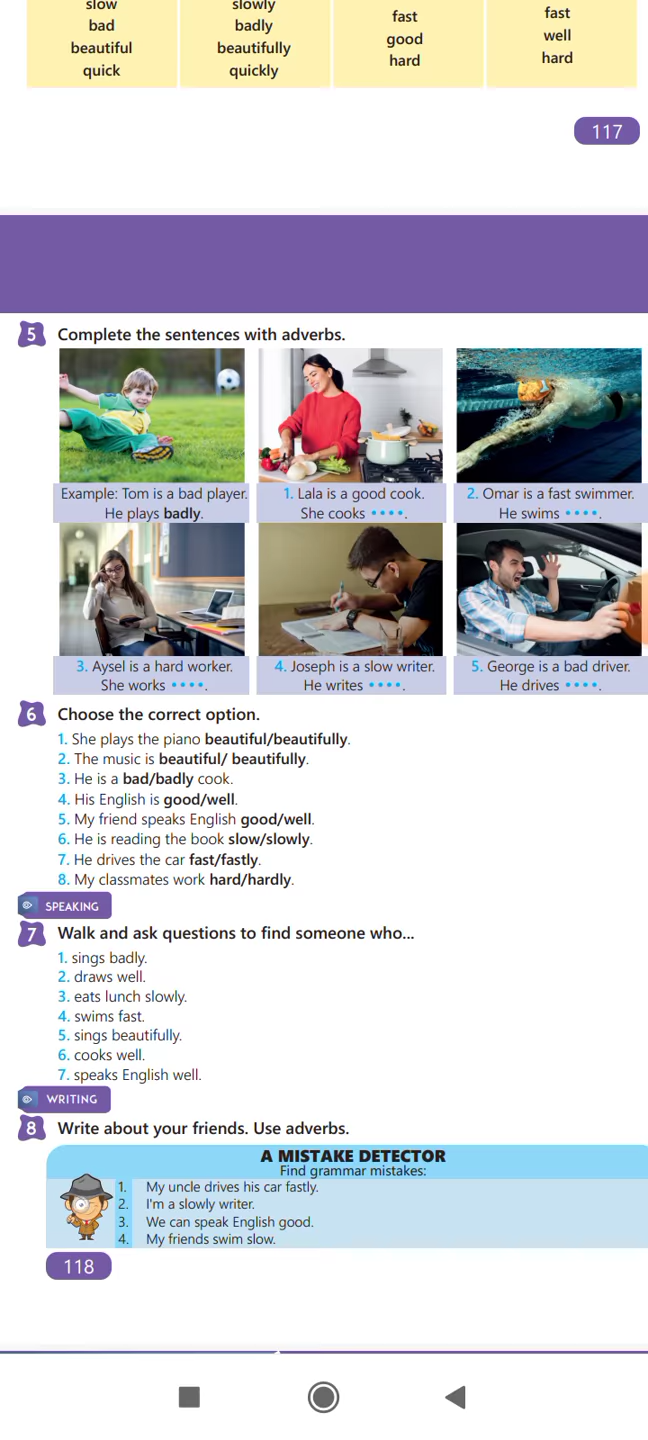 slow
bad
beautiful
quick
slowly
badly
beautifully
quickly
fast
good
hard
fast
well
hard
117
5 Complete the sentences with adverbs.
Example: Tom is a bad player.
He plays badly.
1. Lala is a good cook.
She cooks ••••.
2. Omar is a fast swimmer.
He swims ••••.
3. Aysel is a hard worker.
She works ••••.
4. Joseph is a slow writer.
He writes ••••.
5. George is a bad driver.
He drives ••••.
6 Choose the correct option.
1. She plays the piano beautiful/beautifully.
2. The music is beautiful/ beautifully.
3. He is a bad/badly cook.
4. His English is good/well.
5. My friend speaks English good/well.
6. He is reading the book slow/slowly.
7. He drives the car fast/fastly.
8. My classmates work hard/hardly.
SPEAKING
7 Walk and ask questions to find someone who...
1. sings badly.
2. draws well.
3. eats lunch slowly.
4. swims fast.
5. sings beautifully.
6. cooks well.
7. speaks English well.
WRITING
8 Write about your friends. Use adverbs.
A MISTAKE DETECTOR
Find grammar mistakes:
1. My uncle drives his car fastly.
2. I'm a slowly writer.
3. We can speak English good.
4. My friends swim slow.
118